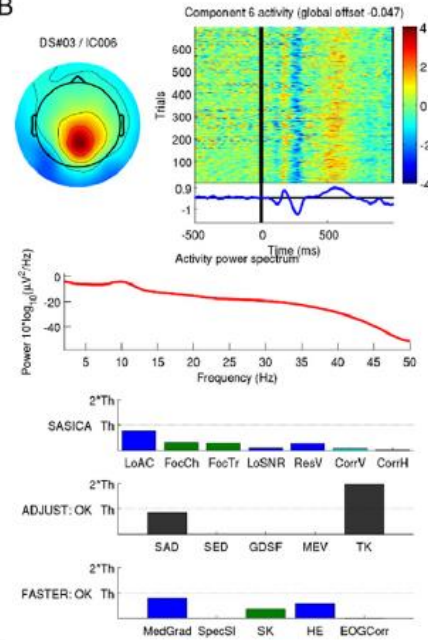 B
Component 6 activity (global offset -0.047)
DS#03 / IC006
Trials
600
500
400
300
200
100
4
2
0
-2
-4
0.9
-1
-500 0 500
Time (ms)
Activity power spectrum
Power 10*log10(μV2/Hz)
0
-20
-40
5 10 15 20 25 30 35 40 45 50
Frequency (Hz)
2*Th
SASICA Th
LoAC FocCh FocTr LoSNR ResV CorrV CorrH
2*Th
ADJUST: OK Th
SAD SED GDSF MEV TK
2*Th
FASTER: OK Th
MedGrad SpecSl SK HE EOGCorr